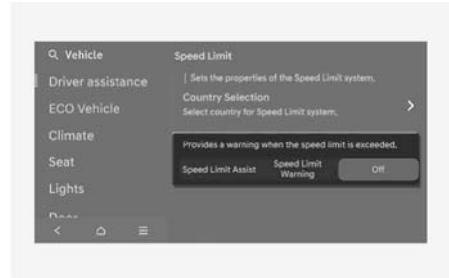 Vehicle
Driver assistance
ECO Vehicle
Climate
Seat
Lights
Speed Limit
Sets the properties of the Speed Limit system.
Country Selection
Select country for Speed Limit system.
Provides a warning when the speed limit is exceeded.
Speed Limit Assist
Speed Limit
Warning
Off